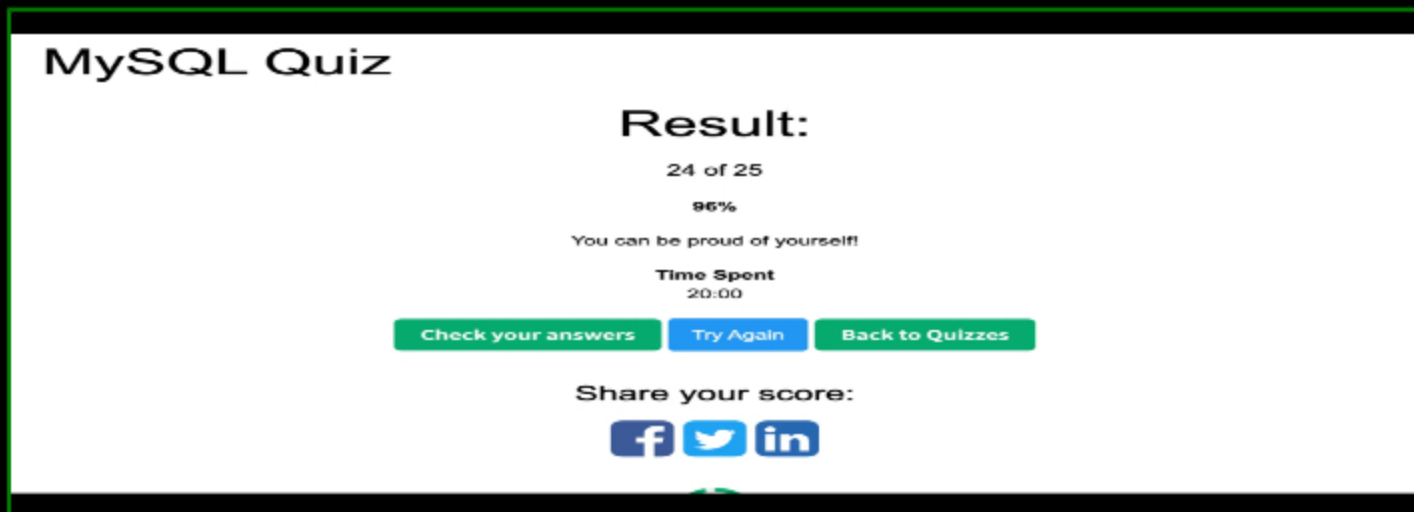 MySQL Quiz
Result:
24 of 25
96%
You can be proud of yourself!
Time Spent
20:00
Check your answers Try Again Back to Quizzes
Share your score:
f in